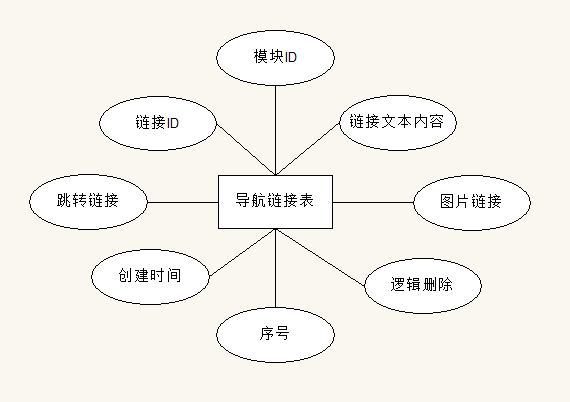 模块ID
链接ID
链接文本内容
跳转链接
导航链接表
图片链接
创建时间
逻辑删除
序号